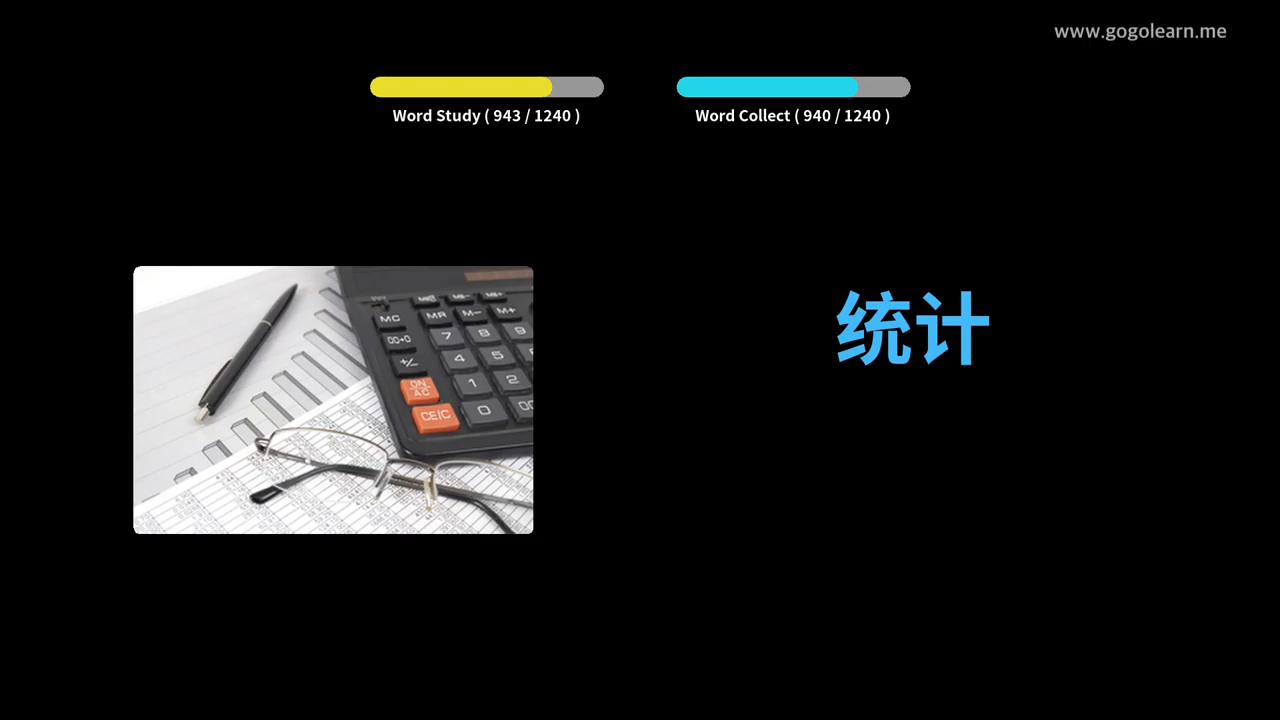 www.gogolearn.me
Word Study ( 943 / 1240 )
Word Collect ( 940 / 1240 )
统计
MC
MR
M−
M+
00→0
7
8
9
+/−
4
5
ON
AC
1
2
CE/C
0